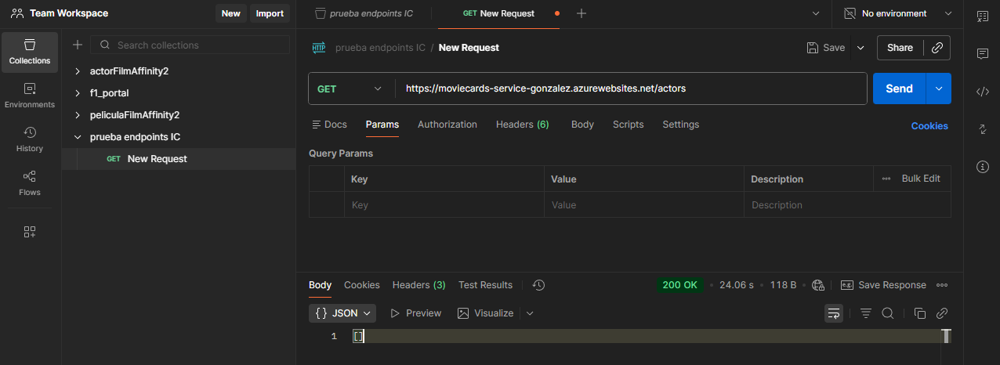 Team Workspace
New
Import
prueba endpoints IC
GET New Request
No environment
Collections
Environments
History
Flows
Search collections
actorFilmAffinity2
f1_portal
peliculaFilmAffinity2
prueba endpoints IC
GET New Request
HTTP prueba endpoints IC / New Request
Save
Share
GET
https://moviecards-service-gonzalez.azurewebsites.net/actors
Send
Docs
Params
Authorization
Headers (6)
Body
Scripts
Settings
Cookies
Query Params
Key
Value
Description
Bulk Edit
Key
Value
Description
Body
Cookies
Headers (3)
Test Results
200 OK
24.06 s
118 B
e.g. Save Response
{} JSON
Preview
Visualize
1 []